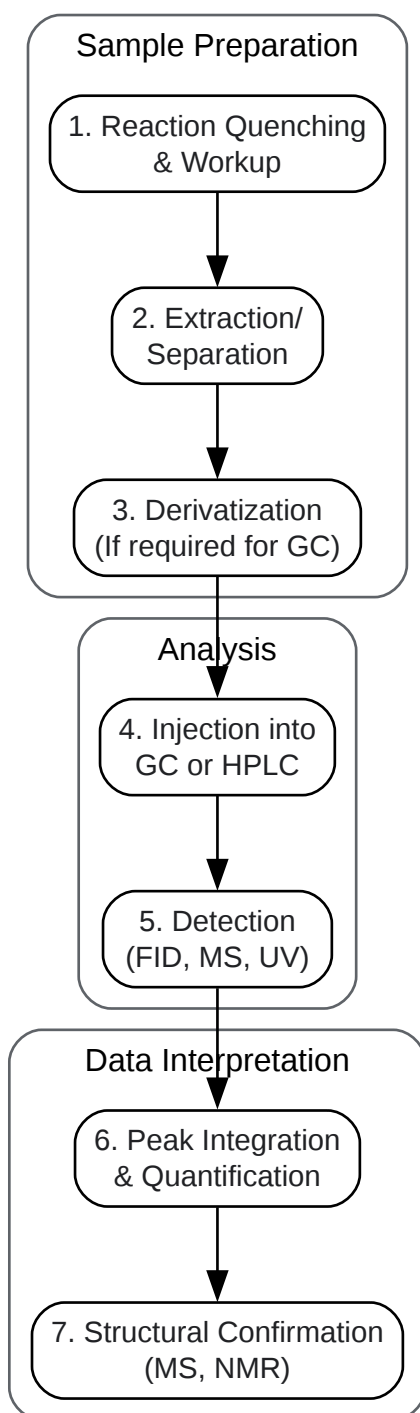 Sample Preparation
1. Reaction Quenching
& Workup
2. Extraction/
Separation
3. Derivatization
(If required for GC)
Analysis
4. Injection into
GC or HPLC
5. Detection
(FID, MS, UV)
Data Interpretation
6. Peak Integration
& Quantification
7. Structural Confirmation
(MS, NMR)